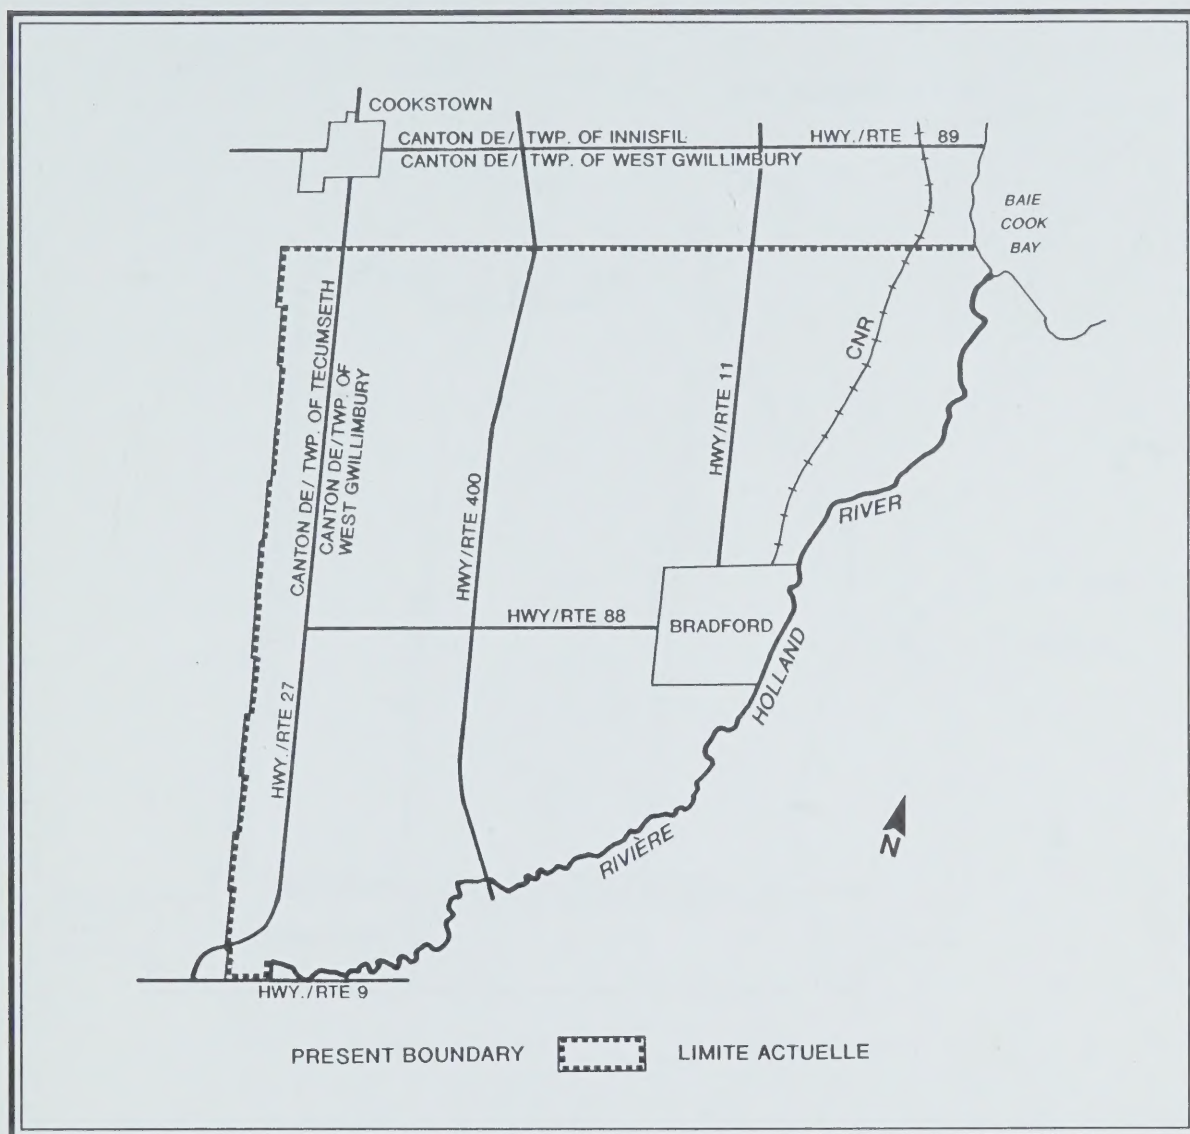 COOKSTOWN
CANTON DE/ TWP. OF INNISFIL
HWY./RTE 89
CANTON DE/ TWP. OF WEST GWILLIMBURY
BAIE
COOK
BAY
CANTON DE/ TWP. OF TECUMSETH
CANTON DE/TWP. OF
WEST GWILLIMBURY
HWY/RTE 400
HWY/RTE 11
CNR
RIVER
HWY/RTE 88
BRADFORD
HOLLAND
HWY./RTE 27
RIVIÈRE
N
HWY./RTE 9
PRESENT BOUNDARY
LIMITE ACTUELLE